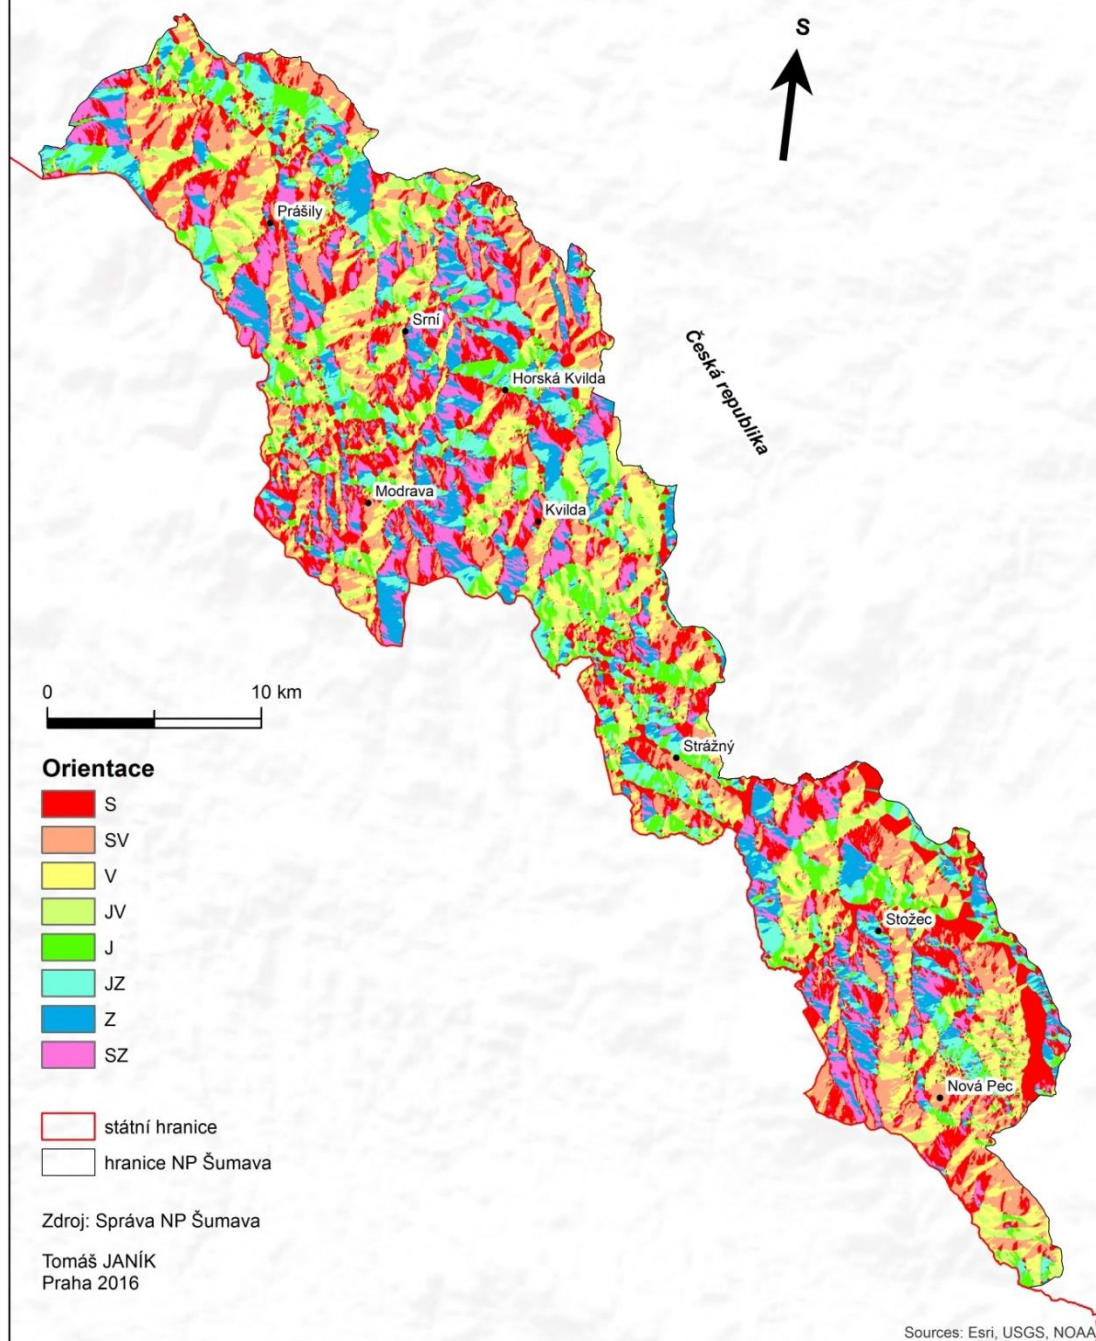 S
Prášily
Srní
Česká republika
Horská Kvilda
Modrava
Kvilda
0 10 km
Strážný
Orientace
S
SV
V
JV
J
JZ
Z
SZ
Stožec
Nová Pec
státní hranice
hranice NP Šumava
Zdroj: Správa NP Šumava
Tomáš JANÍK
Praha 2016
Sources: Esri, USGS, NOAA